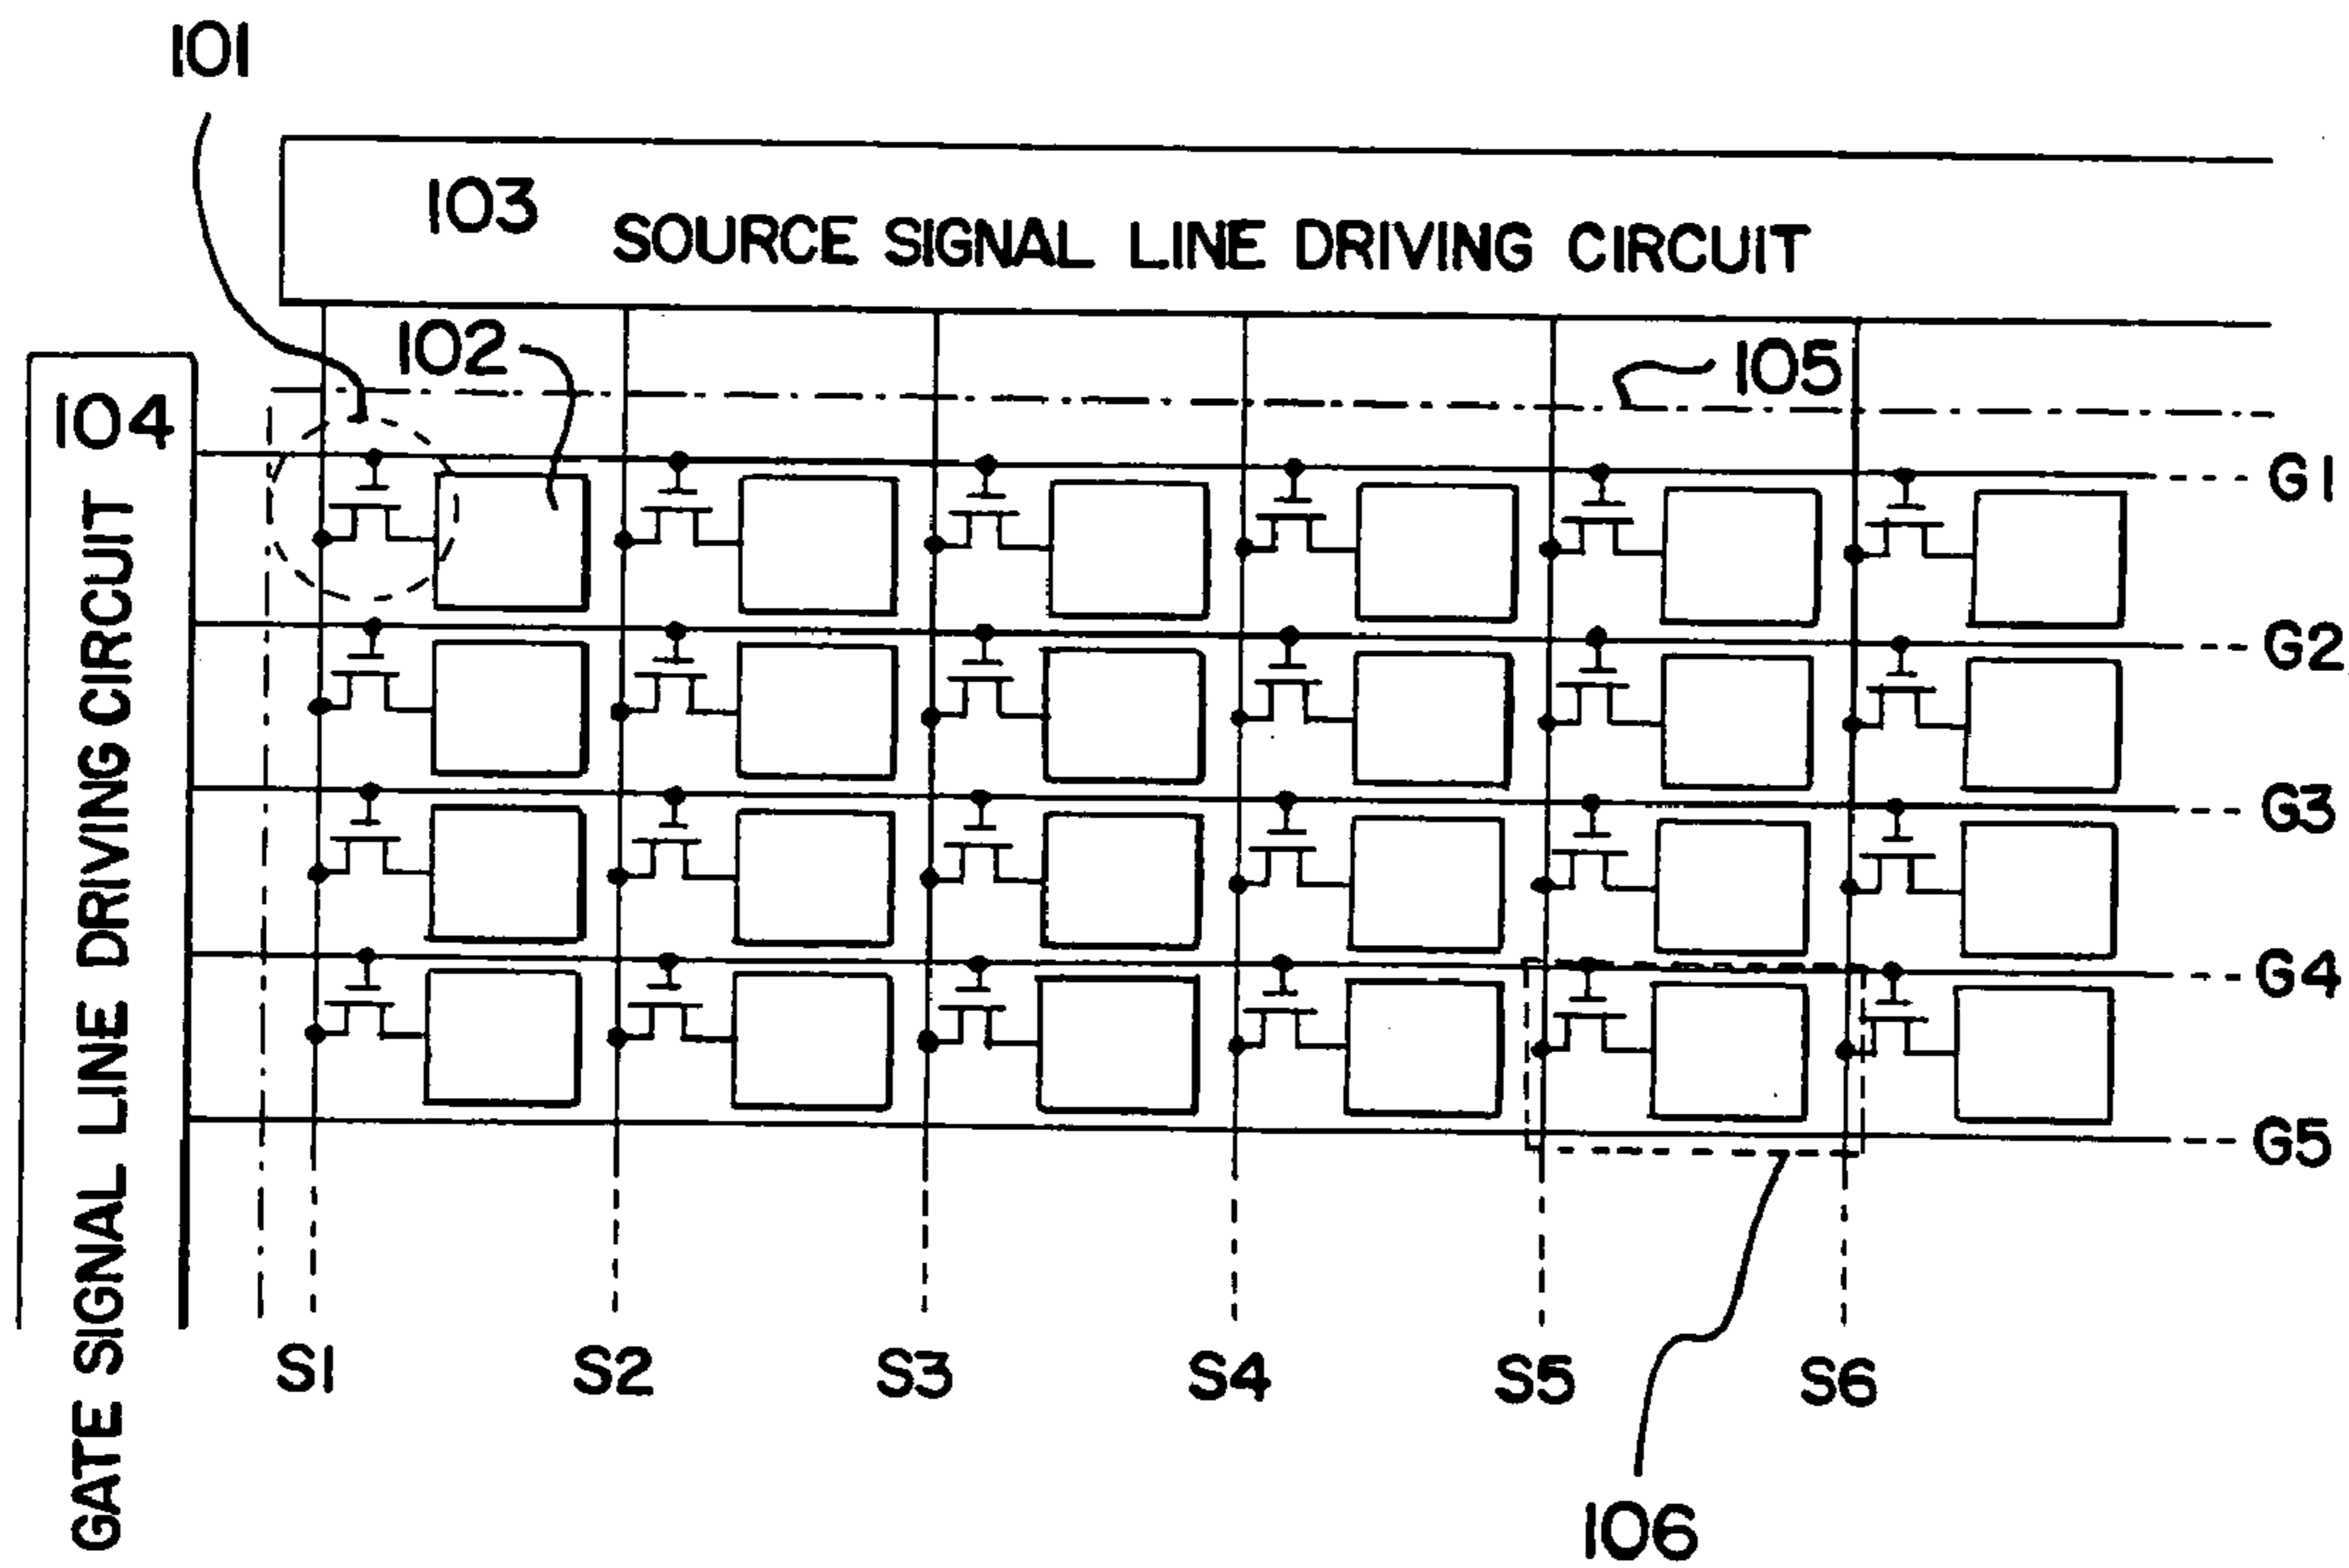 101
103
SOURCE SIGNAL LINE DRIVING CIRCUIT
102
105
104
GATE SIGNAL LINE DRIVING CIRCUIT
G1
G2
G3
G4
G5
S1
S2
S3
S4
S5
S6
106